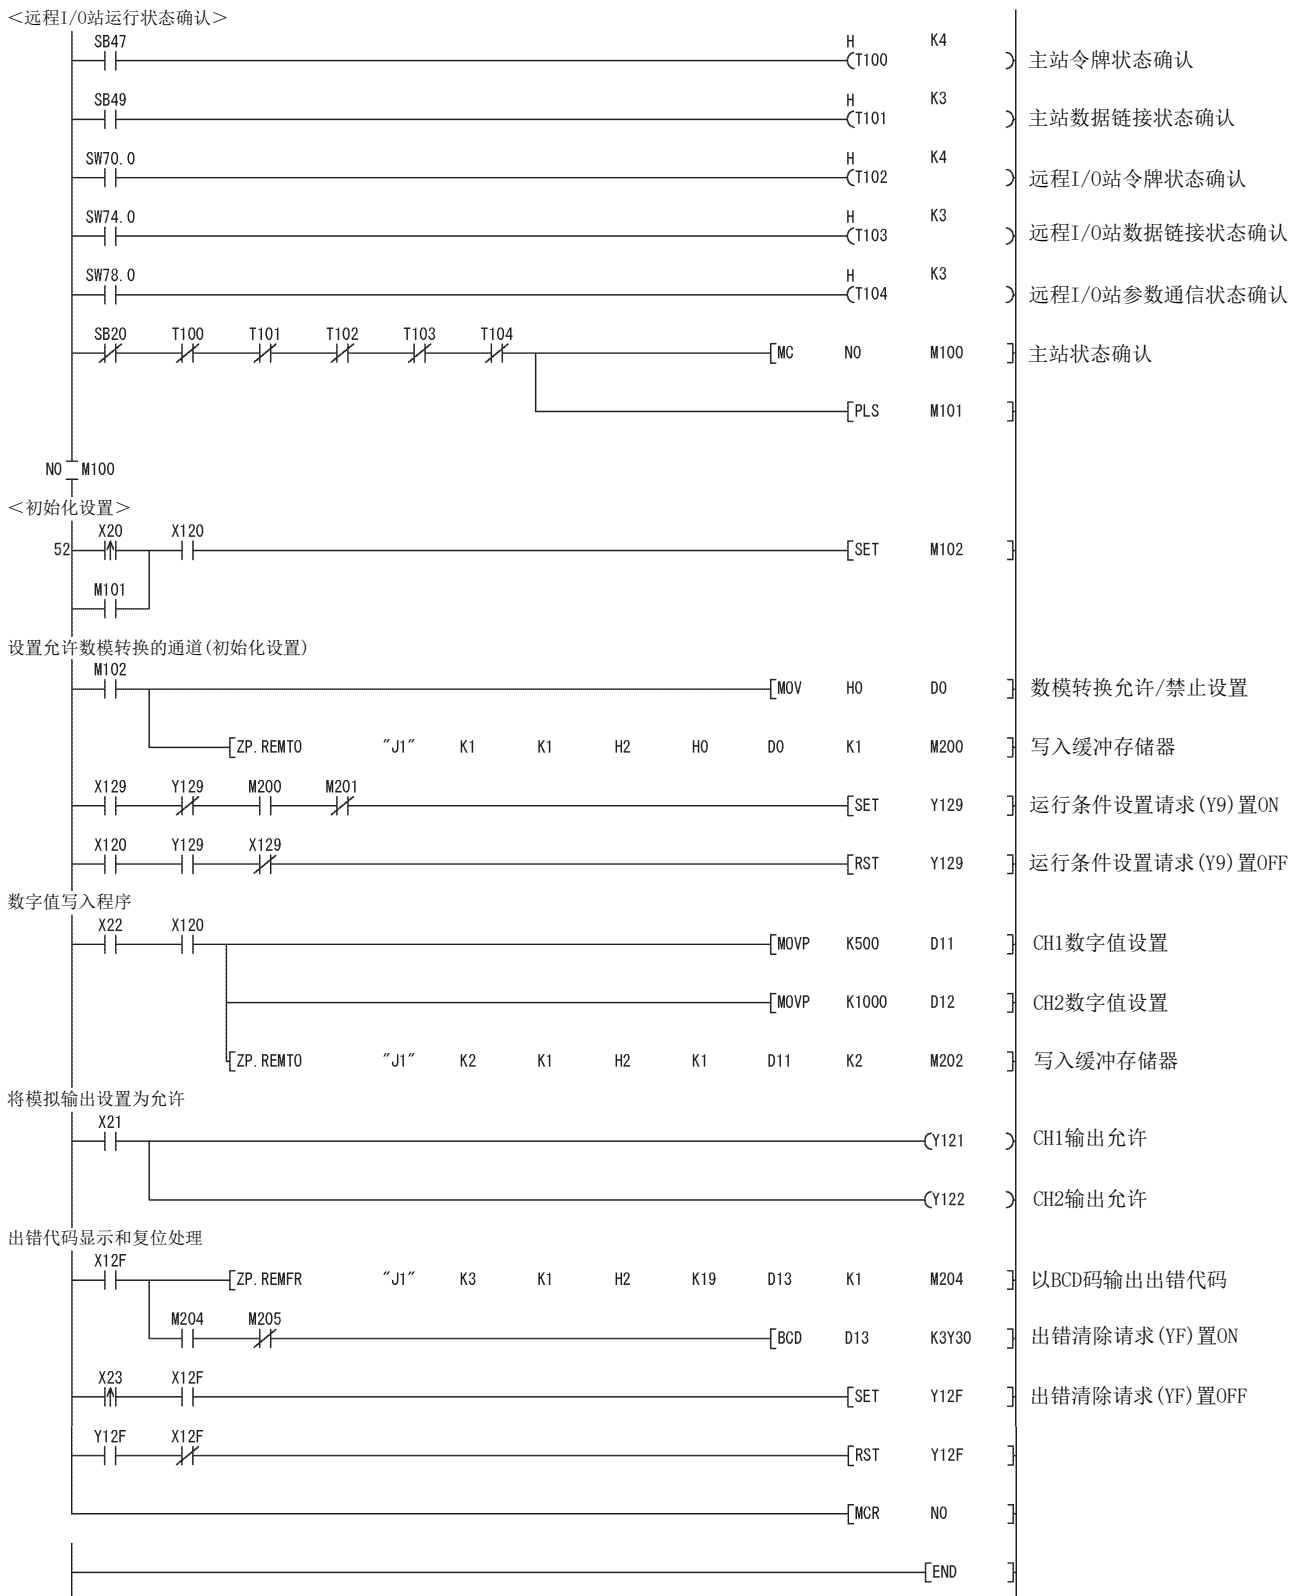 ＜远程I/O站运行状态确认＞
SB47 H K4
T100 主站令牌状态确认
SB49 H K3
T101 主站数据链接状态确认
SW70.0 H K4
T102 远程I/O站令牌状态确认
SW74.0 H K3
T103 远程I/O站数据链接状态确认
SW78.0 H K3
T104 远程I/O站参数通信状态确认
SB20 T100 T101 T102 T103 T104
MC N0 M100 主站状态确认
PLS M101
N0 M100
＜初始化设置＞
X20 X120
52 SET M102
M101
设置允许数模转换的通道(初始化设置)
M102
MOV H0 D0 数模转换允许/禁止设置
ZP.REMTO "J1" K1 K1 H2 H0 D0 K1 M200 写入缓冲存储器
X129 Y129 M200 M201
SET Y129 运行条件设置请求(Y9)置ON
X120 Y129 X129
RST Y129 运行条件设置请求(Y9)置OFF
数字值写入程序
X22 X120
MOVP K500 D11 CH1数字值设置
MOVP K1000 D12 CH2数字值设置
ZP.REMTO "J1" K2 K1 H2 K1 D11 K2 M202 写入缓冲存储器
将模拟输出设置为允许
X21
Y121 CH1输出允许
Y122 CH2输出允许
出错代码显示和复位处理
X12F
ZP.REMFR "J1" K3 K1 H2 K19 D13 K1 M204 以BCD码输出出错代码
M204 M205
BCD D13 K3Y30 出错清除请求(YF)置ON
X23 X12F
SET Y12F 出错清除请求(YF)置OFF
Y12F X12F
RST Y12F
MCR N0
END